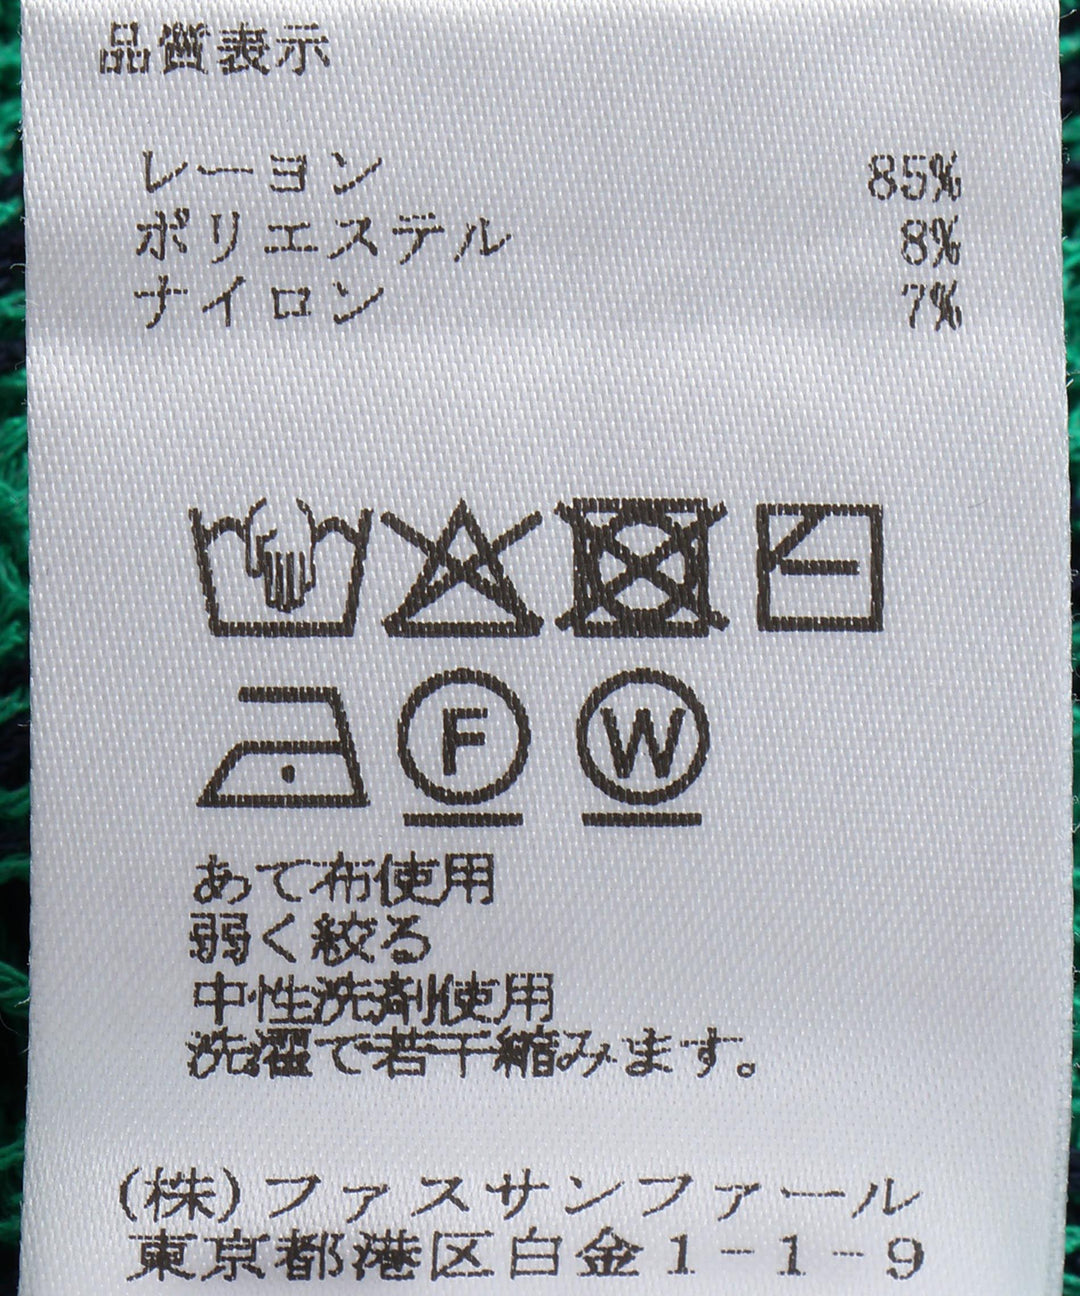 品質表示
レーヨン 85%
ポリエステル 8%
ナイロン 7%
F W
あて布使用
弱く絞る
中性洗剤使用
洗濯で若干縮みます。
(株)ファスサンファール
東京都港区白金1-1-9